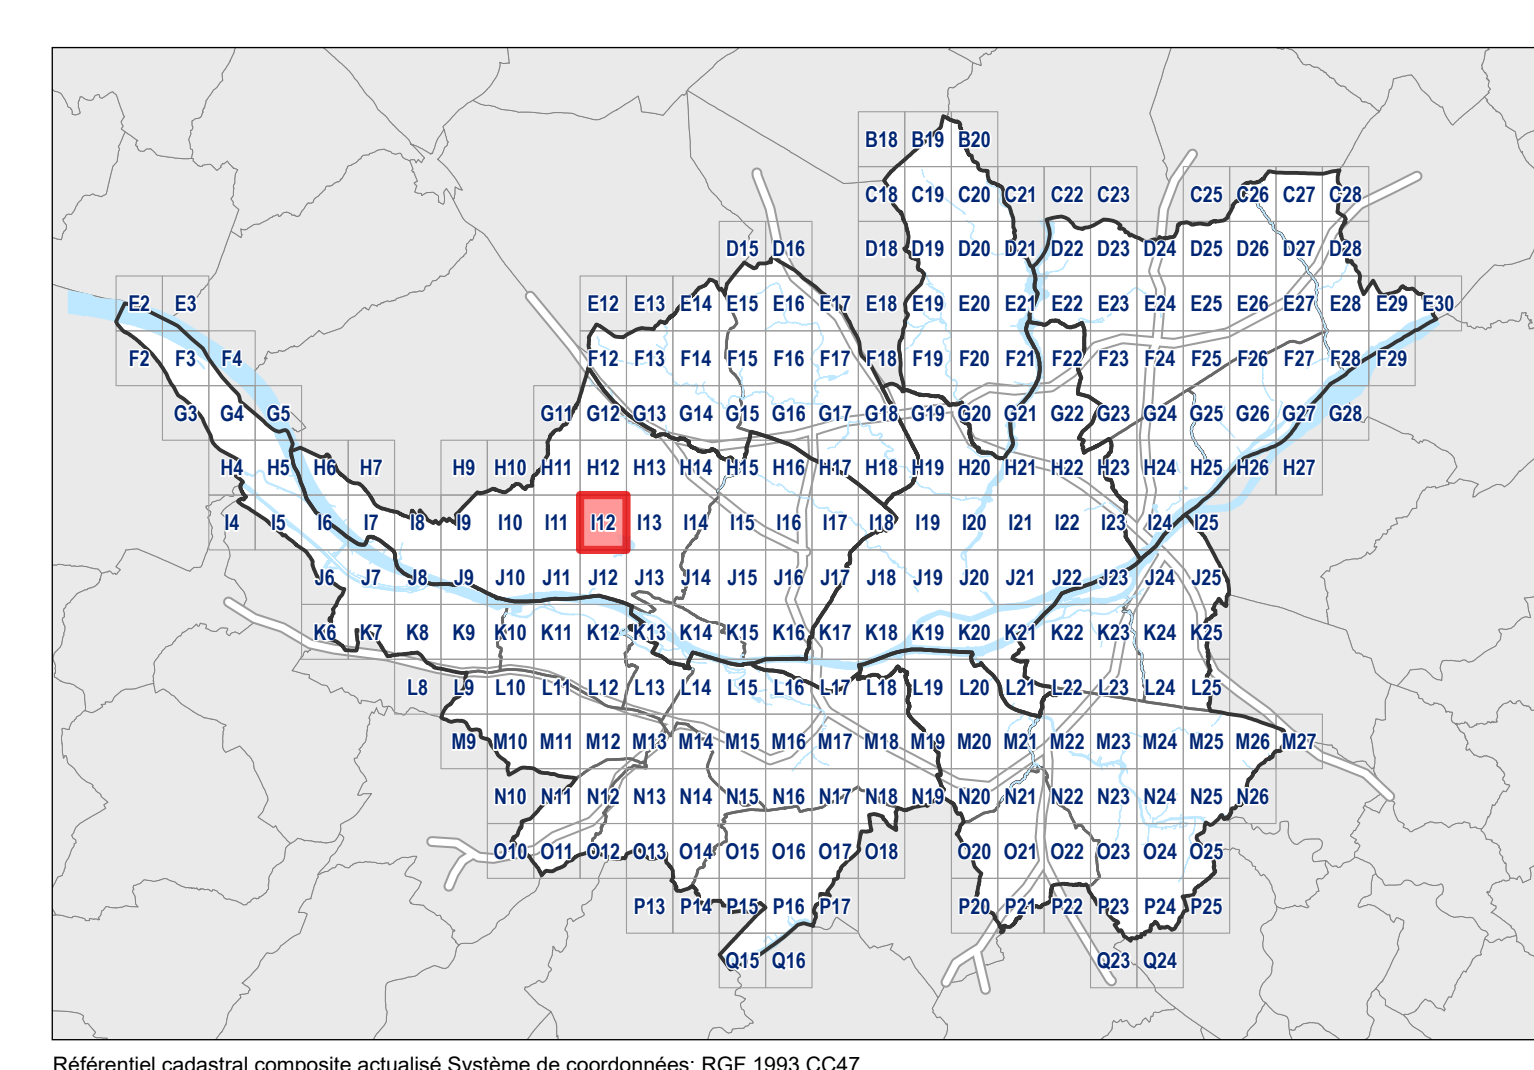 B18 B19 B20
C18 C19 C20 C21 C22 C23 C25 C26 C27 C28
D15 D16 D18 D19 D20 D21 D22 D23 D24 D25 D26 D27 D28
E2 E3 E12 E13 E14 E15 E16 E17 E18 E19 E20 E21 E22 E23 E24 E25 E26 E27 E28 E29 E30
F2 F3 F4 F12 F13 F14 F15 F16 F17 F18 F19 F20 F21 F22 F23 F24 F25 F26 F27 F28 F29
G3 G4 G5 G11 G12 G13 G14 G15 G16 G17 G18 G19 G20 G21 G22 G23 G24 G25 G26 G27 G28
H4 H5 H6 H7 H9 H10 H11 H12 H13 H14 H15 H16 H17 H18 H19 H20 H21 H22 H23 H24 H25 H26 H27
I4 I5 I6 I7 I8 I9 I10 I11 I12 I13 I14 I15 I16 I17 I18 I19 I20 I21 I22 I23 I24 I25
J6 J7 J8 J9 J10 J11 J12 J13 J14 J15 J16 J17 J18 J19 J20 J21 J22 J23 J24 J25
K6 K7 K8 K9 K10 K11 K12 K13 K14 K15 K16 K17 K18 K19 K20 K21 K22 K23 K24 K25
L8 L9 L10 L11 L12 L13 L14 L15 L16 L17 L18 L19 L20 L21 L22 L23 L24 L25
M9 M10 M11 M12 M13 M14 M15 M16 M17 M18 M19 M20 M21 M22 M23 M24 M25 M26 M27
N10 N11 N12 N13 N14 N15 N16 N17 N18 N19 N20 N21 N22 N23 N24 N25 N26
O10 O11 O12 O13 O14 O15 O16 O17 O18 O20 O21 O22 O23 O24 O25
P13 P14 P15 P16 P17 P20 P21 P22 P23 P24 P25
Q15 Q16 Q23 Q24
Référentiel cadastral composite actualisé Système de coordonnées: RGF 1993 CC47